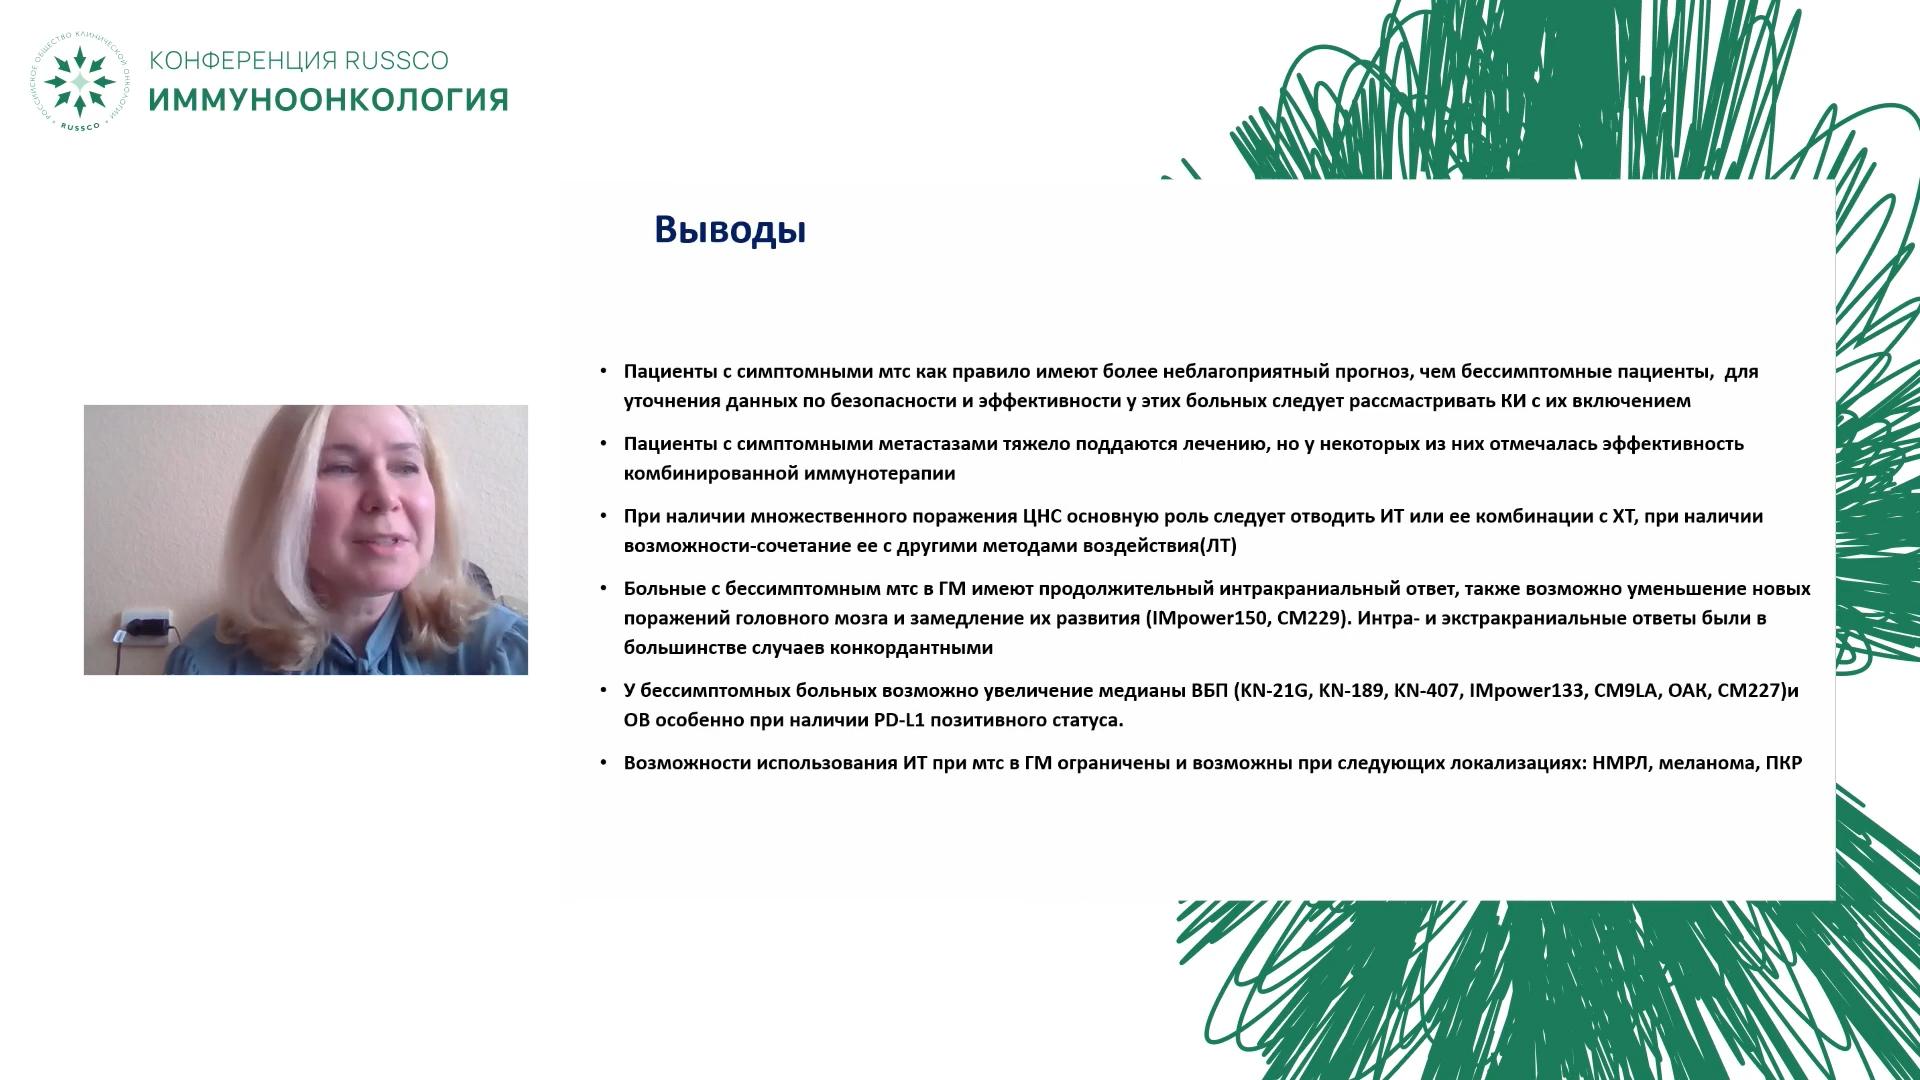 КОНФЕРЕНЦИЯ RUSSCO
ИММУНООНКОЛОГИЯ
РОССИЙСКОЕ ОБЩЕСТВО КЛИНИЧЕСКОЙ ОНКОЛОГИИ
• RUSSCO •
Выводы
• Пациенты с симптомными мтс как правило имеют более неблагоприятный прогноз, чем бессимптомные пациенты, для
уточнения данных по безопасности и эффективности у этих больных следует рассмастривать КИ с их включением
• Пациенты с симптомными метастазами тяжело поддаются лечению, но у некоторых из них отмечалась эффективность
комбинированной иммунотерапии
• При наличии множественного поражения ЦНС основную роль следует отводить ИТ или ее комбинации с ХТ, при наличии
возможности-сочетание ее с другими методами воздействия(ЛТ)
• Больные с бессимптомным мтс в ГМ имеют продолжительный интракраниальный ответ, также возможно уменьшение новых
поражений головного мозга и замедление их развития (IMpower150, CM229). Интра- и экстракраниальные ответы были в
большинстве случаев конкордантными
• У бессимптомных больных возможно увеличение медианы ВБП (KN-21G, KN-189, KN-407, IMpower133, CM9LA, ОАК, CM227)и
ОВ особенно при наличии PD-L1 позитивного статуса.
• Возможности использования ИТ при мтс в ГМ ограничены и возможны при следующих локализациях: НМРЛ, меланома, ПКР